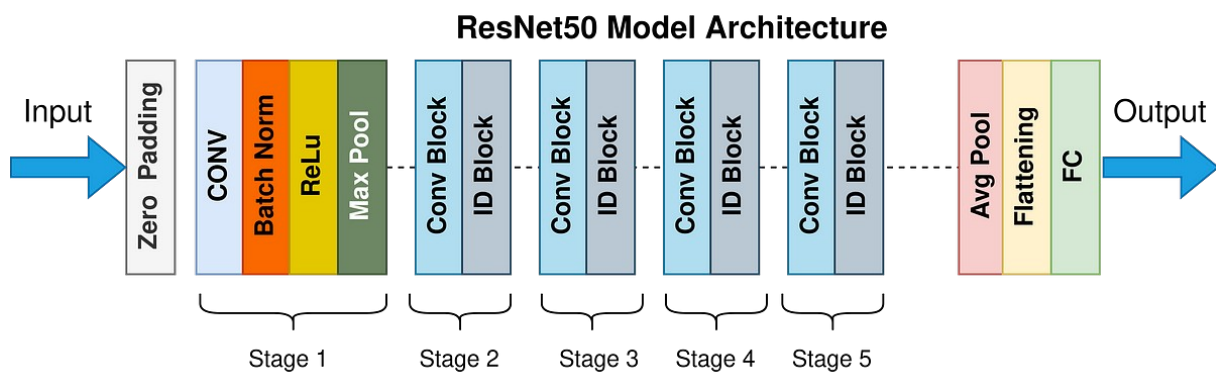 ResNet50 Model Architecture
Input
Zero Padding
CONV
Batch Norm
ReLu
Max Pool
Conv Block
ID Block
Conv Block
ID Block
Conv Block
ID Block
Conv Block
ID Block
Avg Pool
Flattening
FC
Output
Stage 1
Stage 2
Stage 3
Stage 4
Stage 5